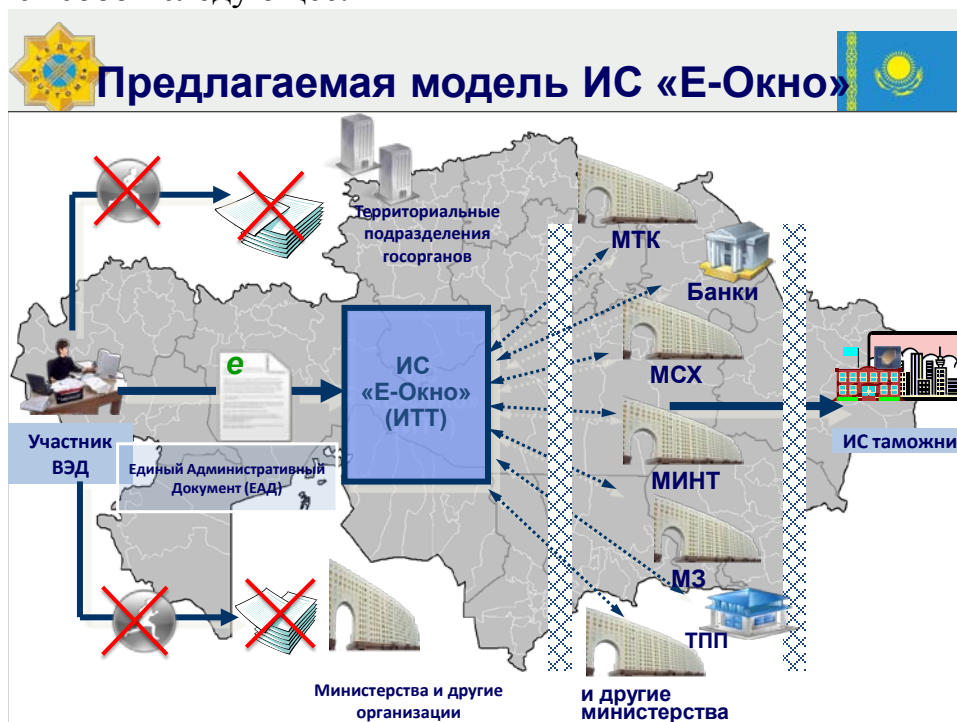 Предлагаемая модель ИС «Е-Окно»
Территориальные
подразделения
госорганов
МТК
Банки
МСХ
МИНТ
МЗ
ТПП
и другие
министерства
e
ИС
«Е-Окно»
(ИТТ)
Участник
ВЭД
Единый Административный
Документ (ЕАД)
ИС таможни
Министерства и другие
организации